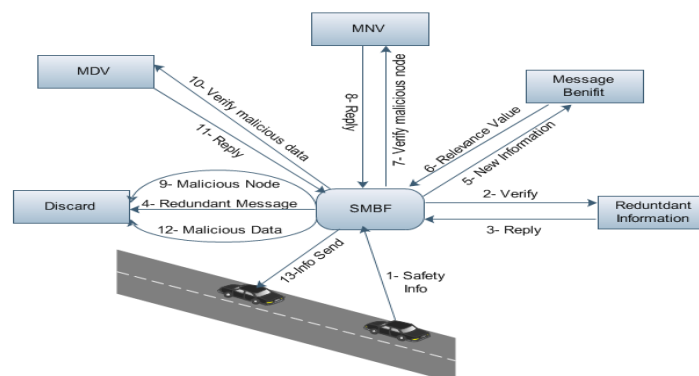 MNV
MDV
Message
Benifit
10- Verify malicious data
11- Reply
8- Reply
7- Verify malicious node
6- Relevance Value
5- New Information
9- Malicious Node
4- Redundant Message
12- Malicious Data
Discard
SMBF
2- Verify
3- Reply
Reduntdant
Information
13-Info Send
1- Safety
Info